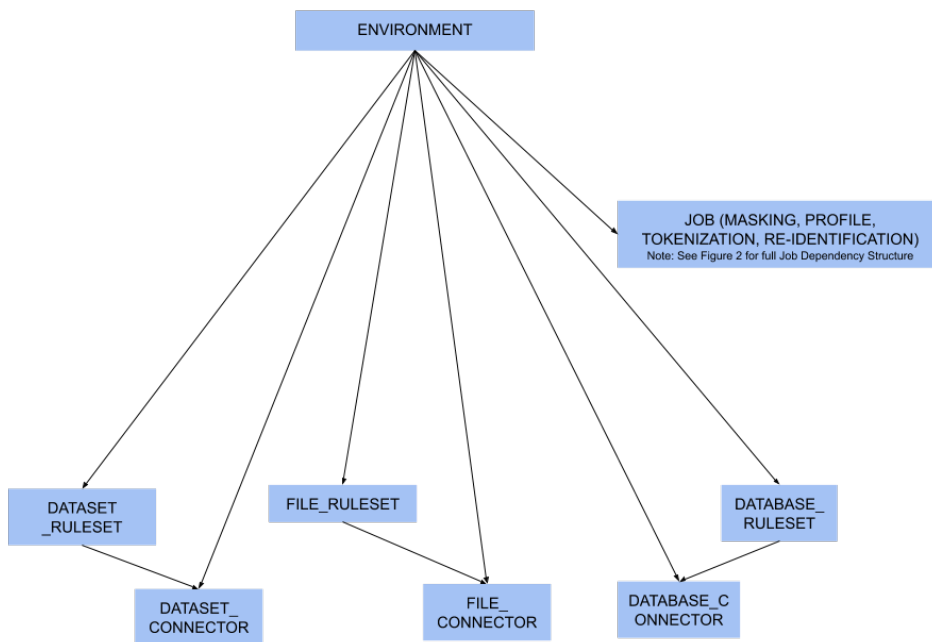 ENVIRONMENT
JOB (MASKING, PROFILE,
TOKENIZATION, RE-IDENTIFICATION)
Note: See Figure 2 for full Job Dependency Structure
DATASET
_RULESET
FILE_RULESET
DATABASE_
RULESET
DATASET_
CONNECTOR
FILE_
CONNECTOR
DATABASE_C
ONNECTOR